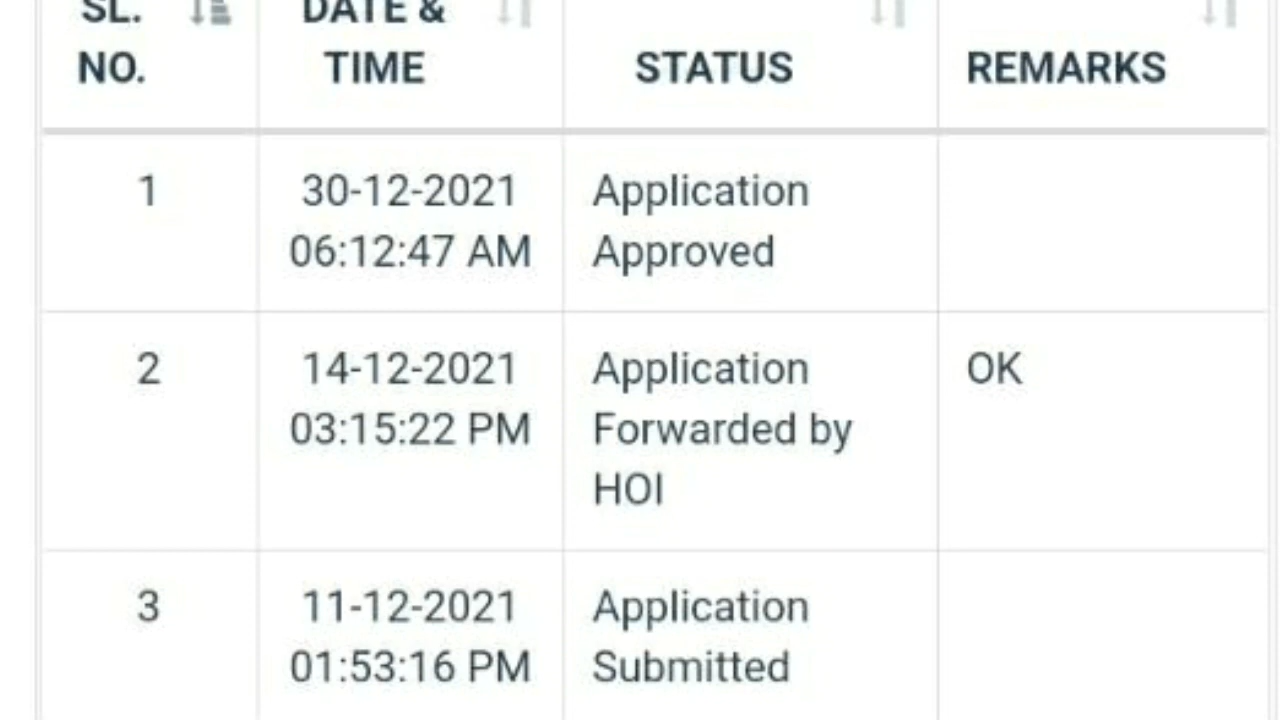 SL. NO.
DATE & TIME
STATUS
REMARKS
1
30-12-2021
06:12:47 AM
Application
Approved
2
14-12-2021
03:15:22 PM
Application
Forwarded by
HOI
OK
3
11-12-2021
01:53:16 PM
Application
Submitted